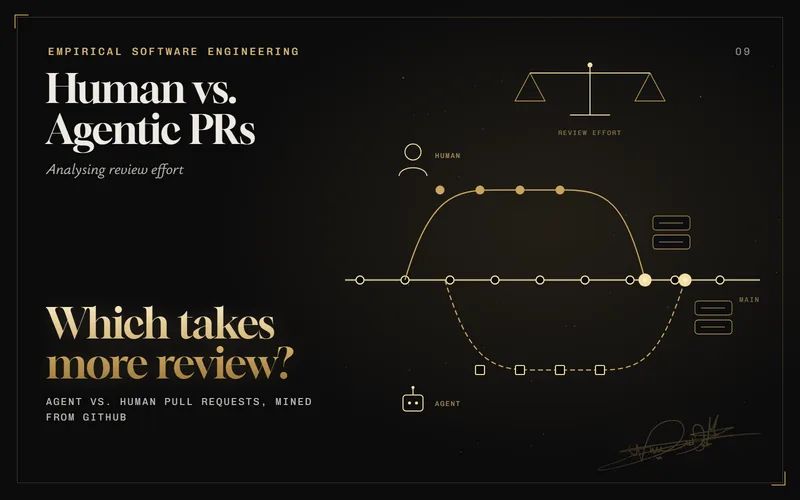 EMPIRICAL SOFTWARE ENGINEERING
09
Human vs.
Agentic PRs
Analysing review effort
REVIEW EFFORT
HUMAN
MAIN
Which takes
more review?
AGENT VS. HUMAN PULL REQUESTS, MINED
FROM GITHUB
AGENT